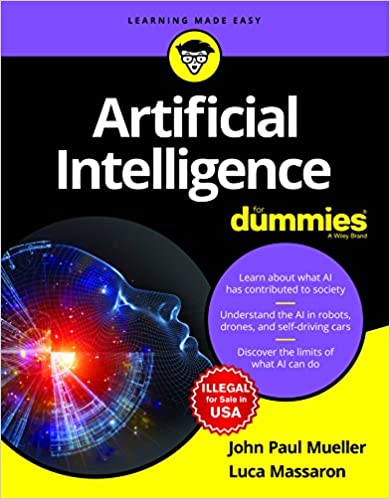 LEARNING MADE EASY
Artificial
Intelligence
for
dummies®
A Wiley Brand
Learn about what AI
has contributed to society
Understand the AI in robots,
drones, and self-driving cars
Discover the limits of
what AI can do
ILLEGAL
for Sale in
USA
John Paul Mueller
Luca Massaron